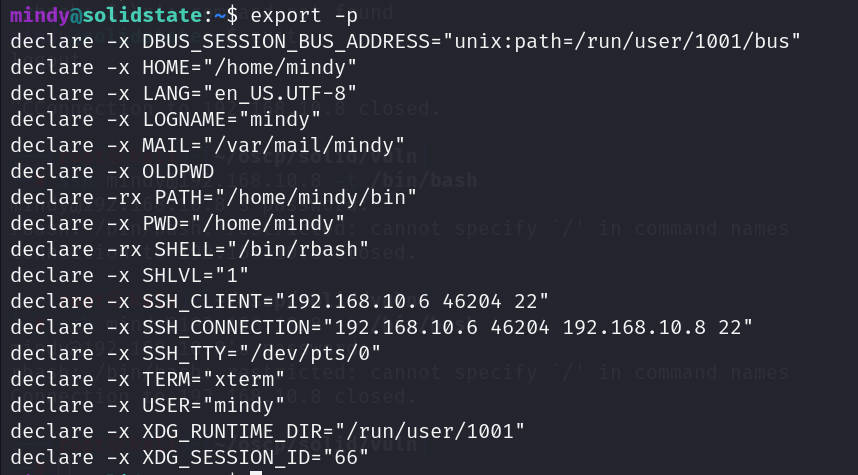 mindy@solidstate:~$ export -p
declare -x DBUS_SESSION_BUS_ADDRESS="unix:path=/run/user/1001/bus"
declare -x HOME="/home/mindy"
declare -x LANG="en_US.UTF-8"
declare -x LOGNAME="mindy"
declare -x MAIL="/var/mail/mindy"
declare -x OLDPWD
declare -rx PATH="/home/mindy/bin"
declare -x PWD="/home/mindy"
declare -rx SHELL="/bin/rbash"
declare -x SHLVL="1"
declare -x SSH_CLIENT="192.168.10.6 46204 22"
declare -x SSH_CONNECTION="192.168.10.6 46204 192.168.10.8 22"
declare -x SSH_TTY="/dev/pts/0"
declare -x TERM="xterm"
declare -x USER="mindy"
declare -x XDG_RUNTIME_DIR="/run/user/1001"
declare -x XDG_SESSION_ID="66"